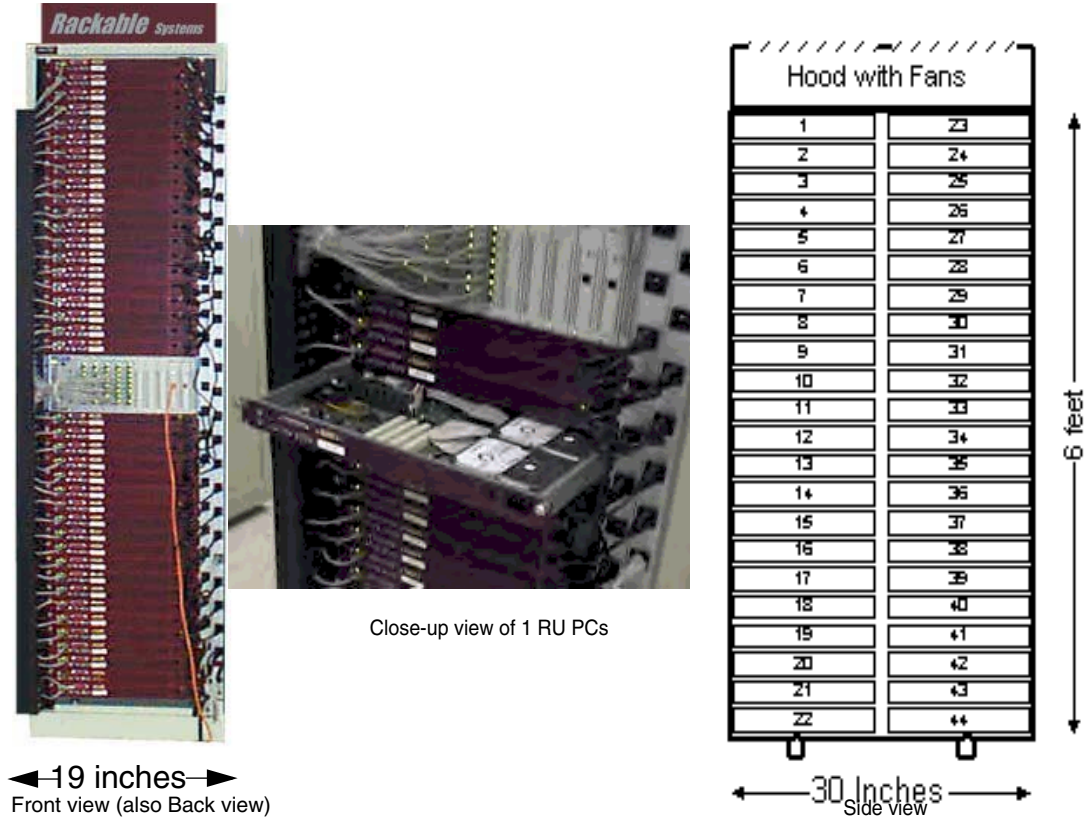 Rackable Systems
19 inches
Front view (also Back view)
Close-up view of 1 RU PCs
Hood with Fans
1 23
2 24
3 25
4 26
5 27
6 28
7 29
8 30
9 31
10 32
11 33
12 34
13 35
14 36
15 37
16 38
17 39
18 40
19 41
20 42
21 43
22 44
6 feet
30 Inches
Side view